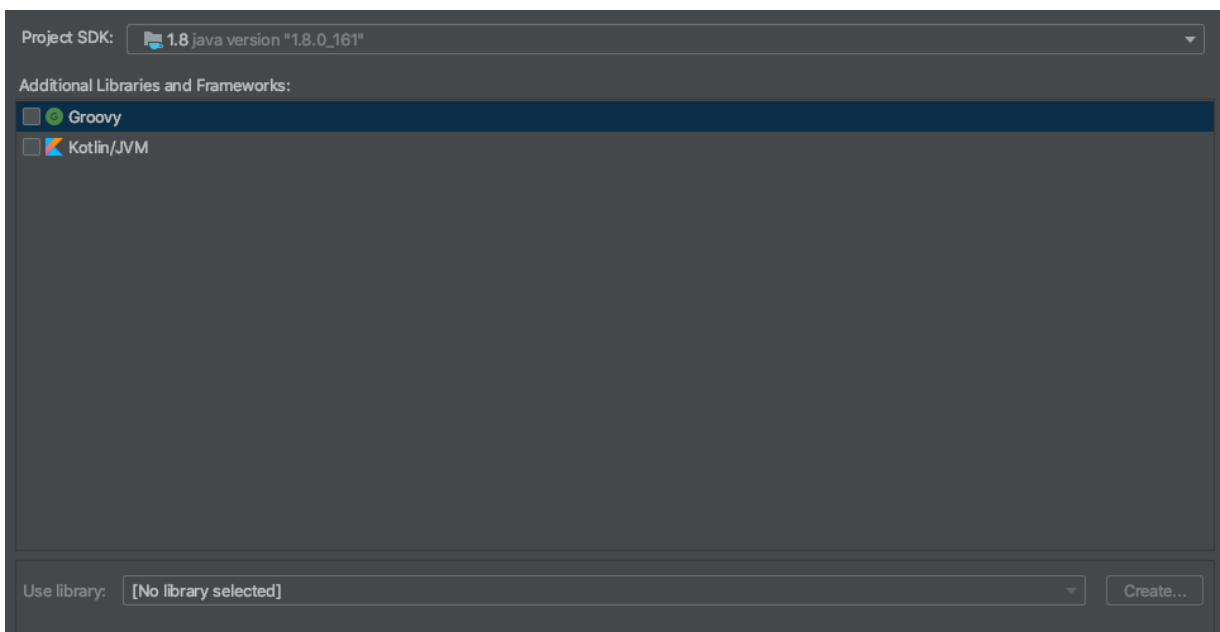 Project SDK: 1.8 java version "1.8.0_161"
Additional Libraries and Frameworks:
G Groovy
Kotlin/JVM
Use library: [No library selected] Create...